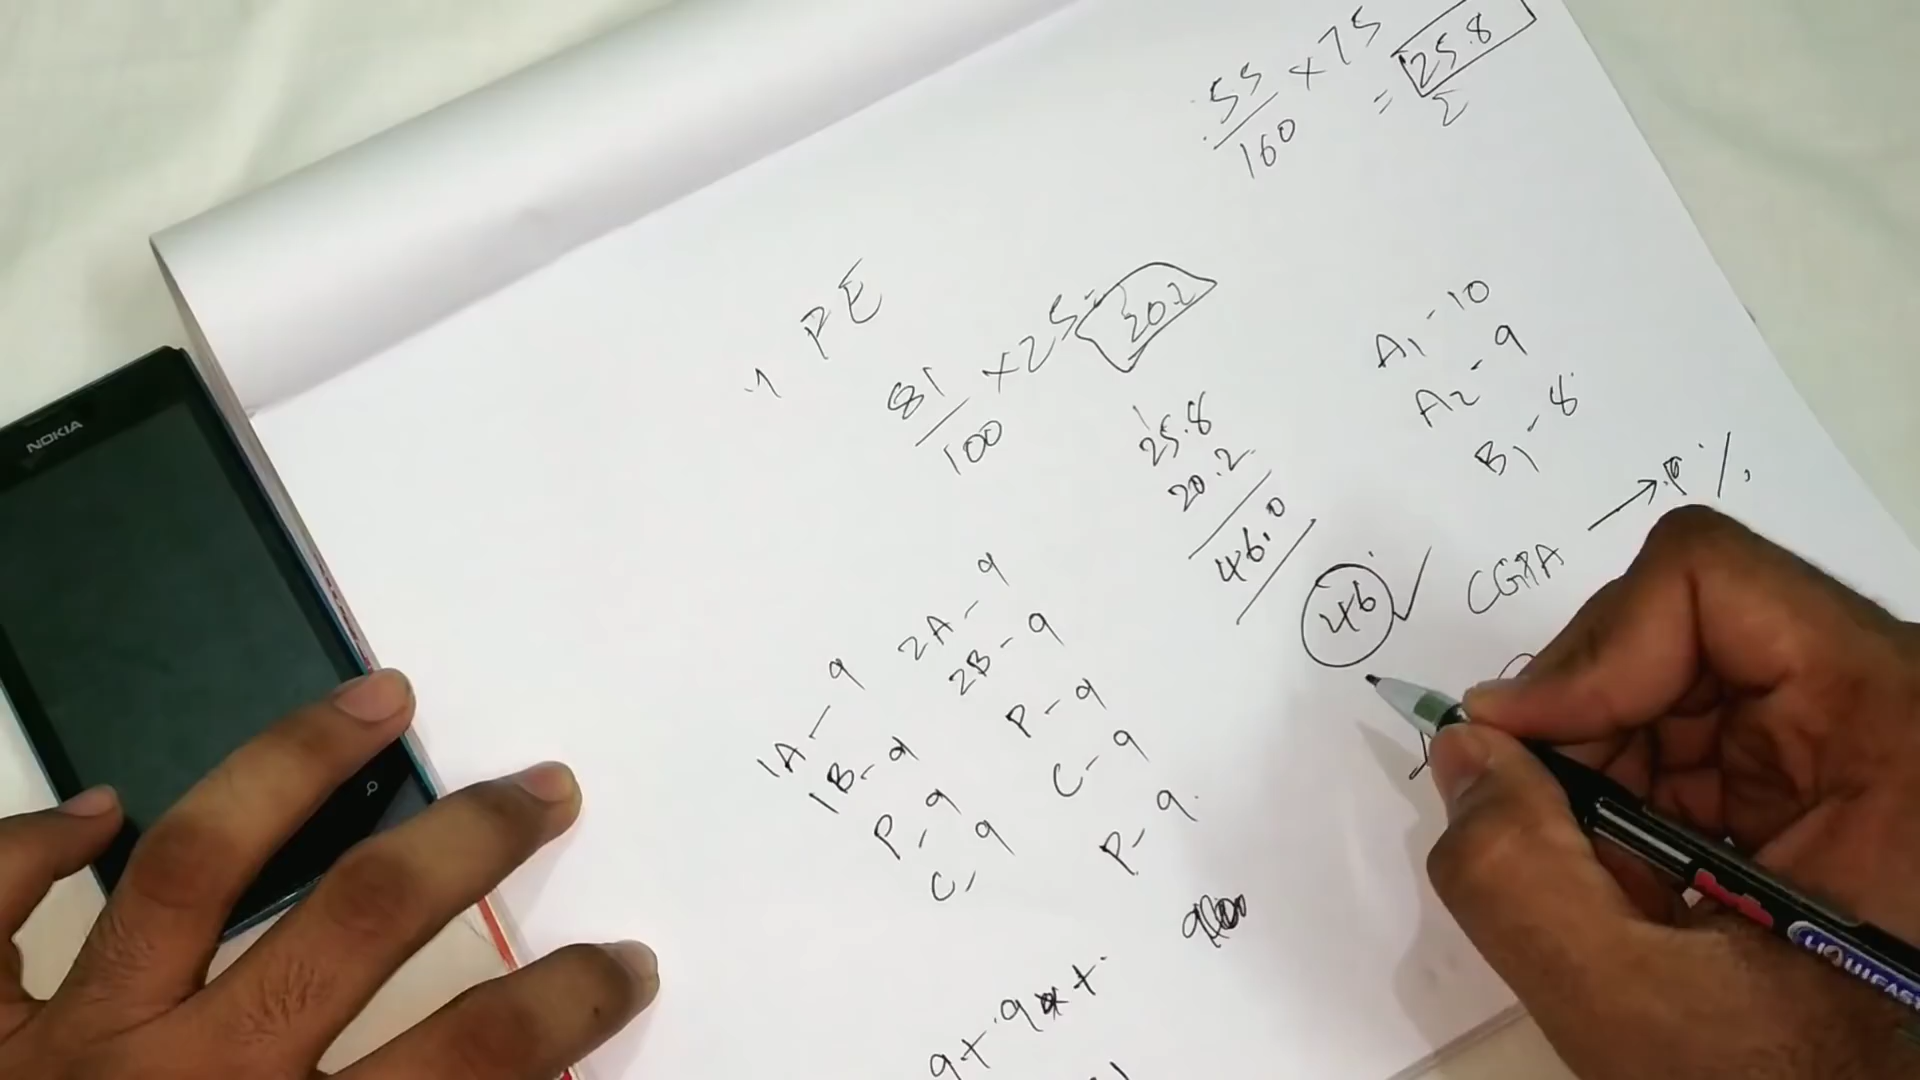 55/160 × 75 = 25.8
Σ
PE
81/100 × 25 = 20.2
25.8
20.2
46.0
46 ✓
A1 - 10
A2 - 9
B1 - 8
CGPA → %
1A - 9
1B - 9
P - 9
C - 9
2A - 9
2B - 9
P - 9
C - 9
P - 9
9+9+
NOKIA
LIQUIFAST